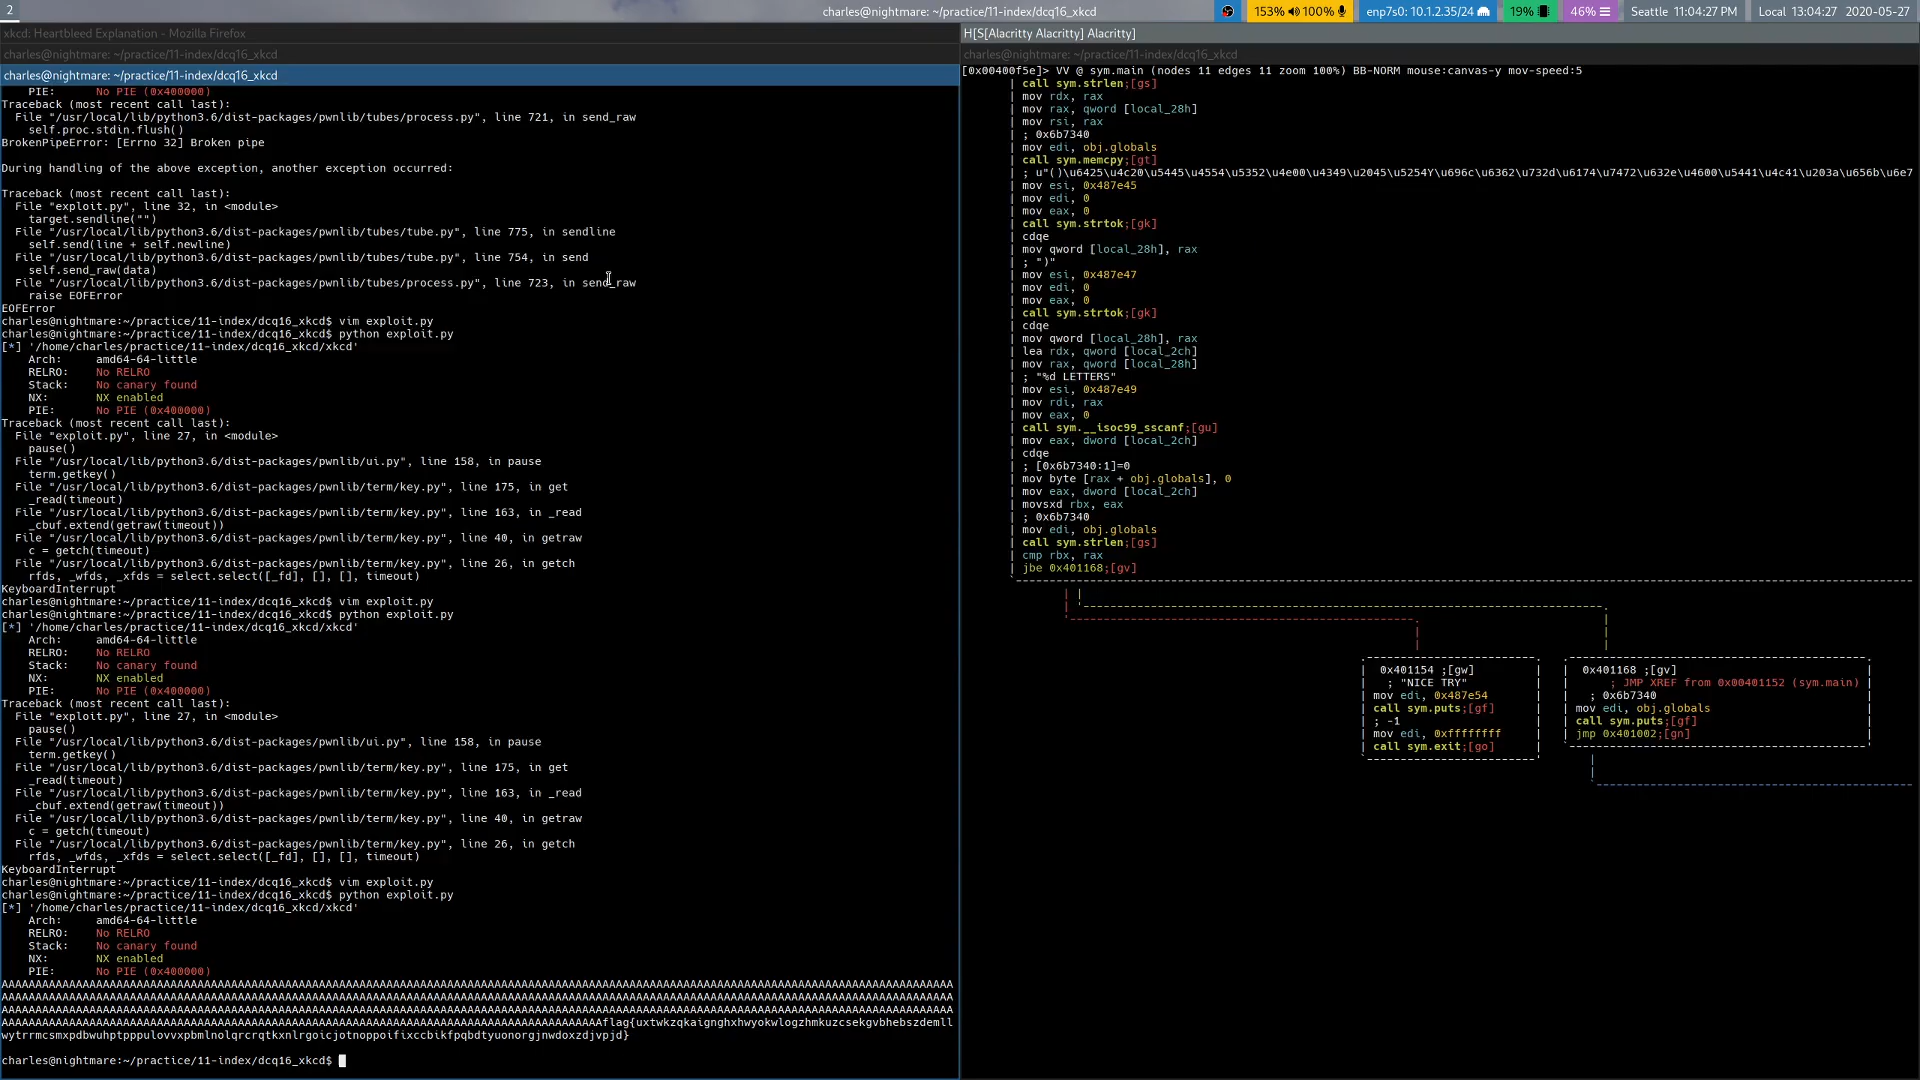 2
charles@nightmare: ~/practice/11-index/dcq16_xkcd
153% 100%
enp7s0: 10.1.2.35/24
19%
46%
Seattle 11:04:27 PM
Local 13:04:27 2020-05-27
xkcd: Heartbleed Explanation - Mozilla Firefox
charles@nightmare: ~/practice/11-index/dcq16_xkcd
charles@nightmare: ~/practice/11-index/dcq16_xkcd
PIE: No PIE (0x400000)
Traceback (most recent call last):
File "/usr/local/lib/python3.6/dist-packages/pwnlib/tubes/process.py", line 721, in send_raw
self.proc.stdin.flush()
BrokenPipeError: [Errno 32] Broken pipe
During handling of the above exception, another exception occurred:
Traceback (most recent call last):
File "exploit.py", line 32, in <module>
target.sendline("")
File "/usr/local/lib/python3.6/dist-packages/pwnlib/tubes/tube.py", line 775, in sendline
self.send(line + self.newline)
File "/usr/local/lib/python3.6/dist-packages/pwnlib/tubes/tube.py", line 754, in send
self.send_raw(data)
File "/usr/local/lib/python3.6/dist-packages/pwnlib/tubes/process.py", line 723, in send_raw
raise EOFError
EOFError
charles@nightmare:~/practice/11-index/dcq16_xkcd$ vim exploit.py
charles@nightmare:~/practice/11-index/dcq16_xkcd$ python exploit.py
[*] '/home/charles/practice/11-index/dcq16_xkcd/xkcd'
Arch: amd64-64-little
RELRO: No RELRO
Stack: No canary found
NX: NX enabled
PIE: No PIE (0x400000)
Traceback (most recent call last):
File "exploit.py", line 27, in <module>
pause()
File "/usr/local/lib/python3.6/dist-packages/pwnlib/ui.py", line 158, in pause
term.getkey()
File "/usr/local/lib/python3.6/dist-packages/pwnlib/term/key.py", line 175, in get
_read(timeout)
File "/usr/local/lib/python3.6/dist-packages/pwnlib/term/key.py", line 163, in _read
_cbuf.extend(getraw(timeout))
File "/usr/local/lib/python3.6/dist-packages/pwnlib/term/key.py", line 40, in getraw
c = getch(timeout)
File "/usr/local/lib/python3.6/dist-packages/pwnlib/term/key.py", line 26, in getch
rfds, _wfds, _xfds = select.select([_fd], [], [], timeout)
KeyboardInterrupt
charles@nightmare:~/practice/11-index/dcq16_xkcd$ vim exploit.py
charles@nightmare:~/practice/11-index/dcq16_xkcd$ python exploit.py
[*] '/home/charles/practice/11-index/dcq16_xkcd/xkcd'
Arch: amd64-64-little
RELRO: No RELRO
Stack: No canary found
NX: NX enabled
PIE: No PIE (0x400000)
Traceback (most recent call last):
File "exploit.py", line 27, in <module>
pause()
File "/usr/local/lib/python3.6/dist-packages/pwnlib/ui.py", line 158, in pause
term.getkey()
File "/usr/local/lib/python3.6/dist-packages/pwnlib/term/key.py", line 175, in get
_read(timeout)
File "/usr/local/lib/python3.6/dist-packages/pwnlib/term/key.py", line 163, in _read
_cbuf.extend(getraw(timeout))
File "/usr/local/lib/python3.6/dist-packages/pwnlib/term/key.py", line 40, in getraw
c = getch(timeout)
File "/usr/local/lib/python3.6/dist-packages/pwnlib/term/key.py", line 26, in getch
rfds, _wfds, _xfds = select.select([_fd], [], [], timeout)
KeyboardInterrupt
charles@nightmare:~/practice/11-index/dcq16_xkcd$ vim exploit.py
charles@nightmare:~/practice/11-index/dcq16_xkcd$ python exploit.py
[*] '/home/charles/practice/11-index/dcq16_xkcd/xkcd'
Arch: amd64-64-little
RELRO: No RELRO
Stack: No canary found
NX: NX enabled
PIE: No PIE (0x400000)
flag{uxtwkzqkaignghxhwyokwlogzhmkuzcsekgvbhebszdemll
wytrrmcsmxpdbwuhptpppulovvxpbmlnolqrcrqtkxnlrgoicjotnoppoifixccbikfpqbdtyuonorgjnwdoxzdjvpjd}
charles@nightmare:~/practice/11-index/dcq16_xkcd$
H[S[Alacritty Alacritty] Alacritty]
charles@nightmare: ~/practice/11-index/dcq16_xkcd
[0x00400f5e]> VV @ sym.main (nodes 11 edges 11 zoom 100%) BB-NORM mouse:canvas-y mov-speed:5
call sym.strlen;[gs]
mov rdx, rax
mov rax, qword [local_28h]
mov rsi, rax
; 0x6b7340
mov edi, obj.globals
call sym.memcpy;[gt]
; u"()\u6425\u4c20\u5445\u4554\u5352\u4e00\u4349\u2045\u5254Y\u696c\u6362\u732d\u6174\u7472\u632e\u4600\u5441\u4c41\u203a\u656b\u6e7
mov esi, 0x487e45
mov edi, 0
mov eax, 0
call sym.strtok;[gk]
cdqe
mov qword [local_28h], rax
; ")"
mov esi, 0x487e47
mov edi, 0
mov eax, 0
call sym.strtok;[gk]
cdqe
mov qword [local_28h], rax
lea rdx, qword [local_2ch]
mov rax, qword [local_28h]
; "%d LETTERS"
mov esi, 0x487e49
mov rdi, rax
mov eax, 0
call sym.__isoc99_sscanf;[gu]
mov eax, dword [local_2ch]
cdqe
; [0x6b7340:1]=0
mov byte [rax + obj.globals], 0
mov eax, dword [local_2ch]
movsxd rbx, eax
; 0x6b7340
mov edi, obj.globals
call sym.strlen;[gs]
cmp rbx, rax
jbe 0x401168;[gv]
0x401154 ;[gw]
; "NICE TRY"
mov edi, 0x487e54
call sym.puts;[gf]
; -1
mov edi, 0xffffffff
call sym.exit;[go]
0x401168 ;[gv]
; JMP XREF from 0x00401152 (sym.main)
; 0x6b7340
mov edi, obj.globals
call sym.puts;[gf]
jmp 0x401002;[gn]